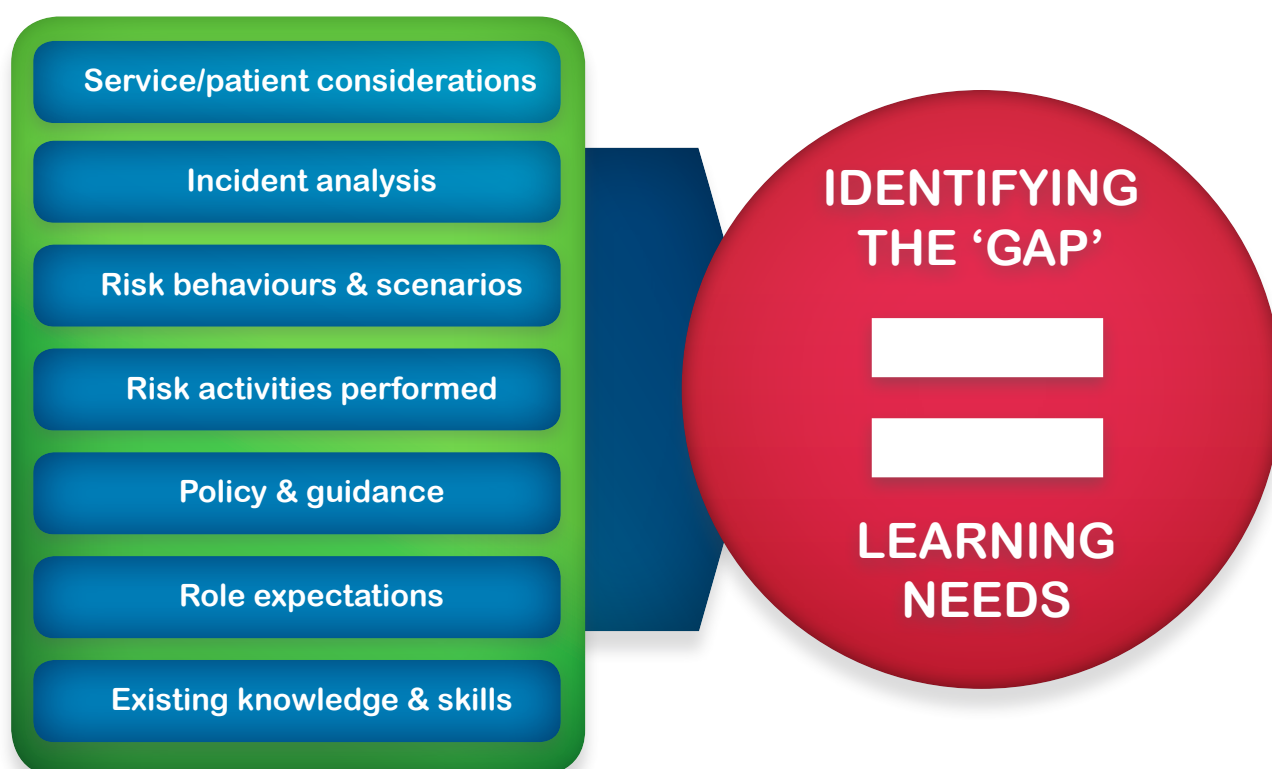 Service/patient considerations
Incident analysis
Risk behaviours & scenarios
Risk activities performed
Policy & guidance
Role expectations
Existing knowledge & skills
IDENTIFYING
THE ‘GAP’
LEARNING
NEEDS